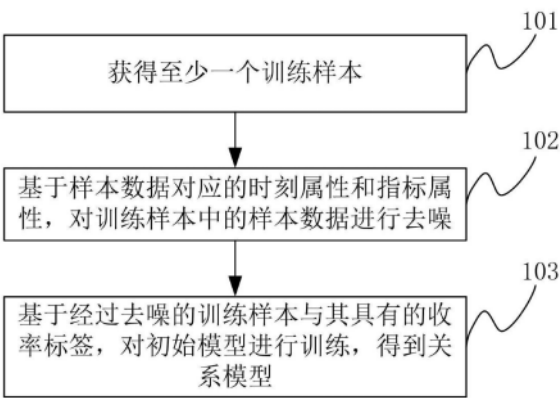 101
获得至少一个训练样本
102
基于样本数据对应的时刻属性和指标属
性，对训练样本中的样本数据进行去噪
103
基于经过去噪的训练样本与其具有的收
率标签，对初始模型进行训练，得到关
系模型